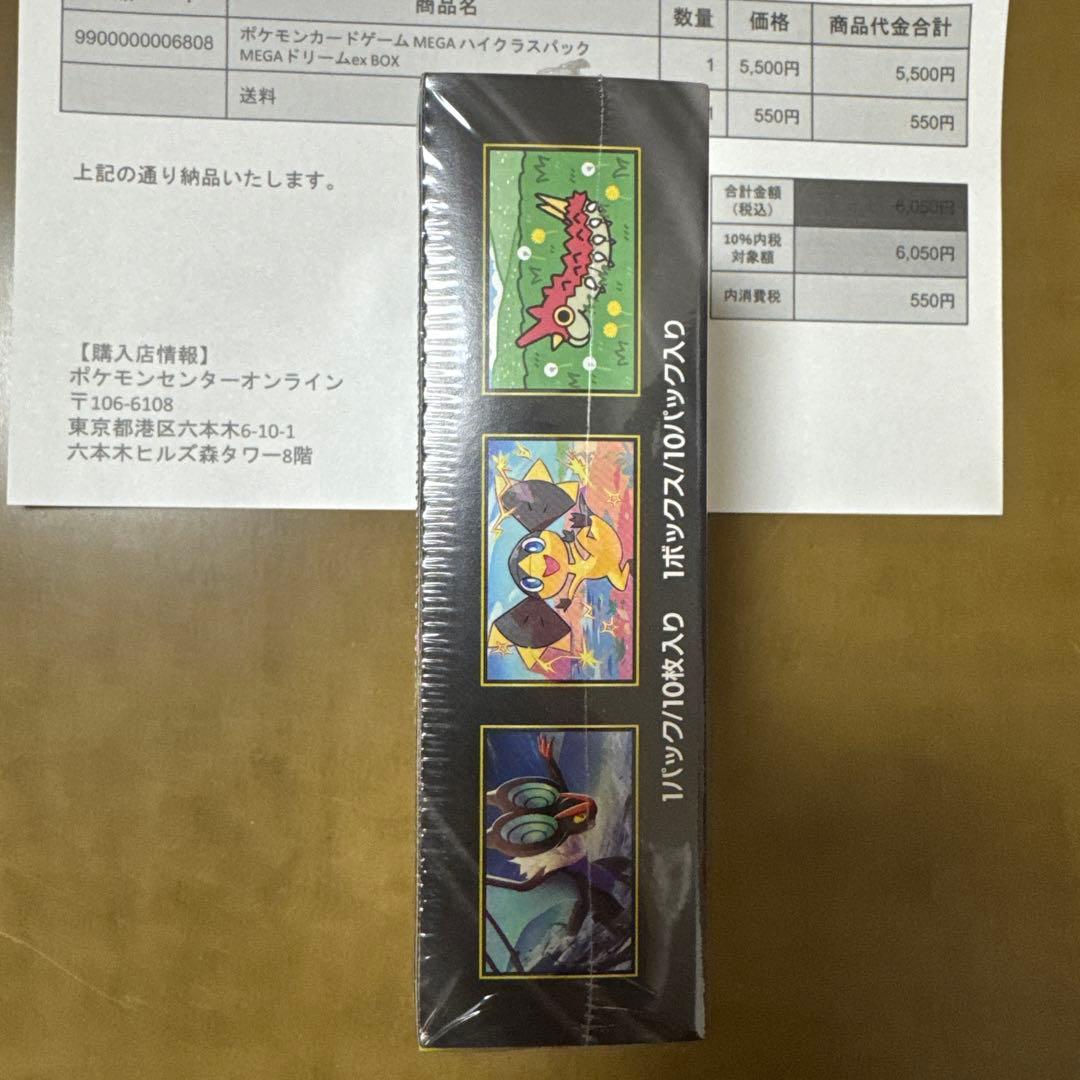 商品名 数量 価格 商品代金合計
9900000006808 ポケモンカードゲーム MEGA ハイクラスパック
MEGAドリームex BOX 1 5,500円 5,500円
送料 550円 550円
上記の通り納品いたします。
合計金額
(税込) 6,050円
10%内税
対象額 6,050円
内消費税 550円
【購入店情報】
ポケモンセンターオンライン
〒106-6108
東京都港区六本木6-10-1
六本木ヒルズ森タワー8階
1パック/10枚入り 1ボックス/10パック入り